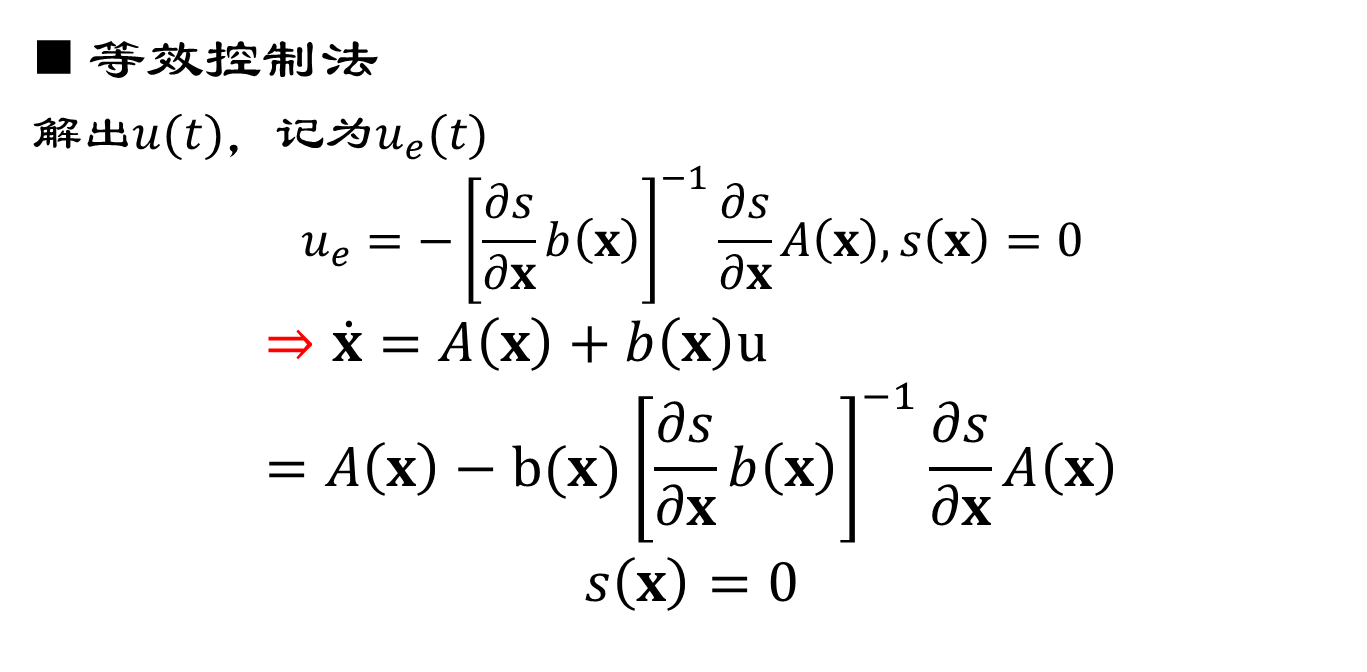 ■ 等效控制法
解出u(t)，记为u_e(t)
u_e = −[∂s/∂𝐱 b(𝐱)]^{−1} ∂s/∂𝐱 A(𝐱), s(𝐱) = 0
⇒ 𝐱̇ = A(𝐱) + b(𝐱)u
= A(𝐱) − b(𝐱)[∂s/∂𝐱 b(𝐱)]^{−1} ∂s/∂𝐱 A(𝐱)
s(𝐱) = 0